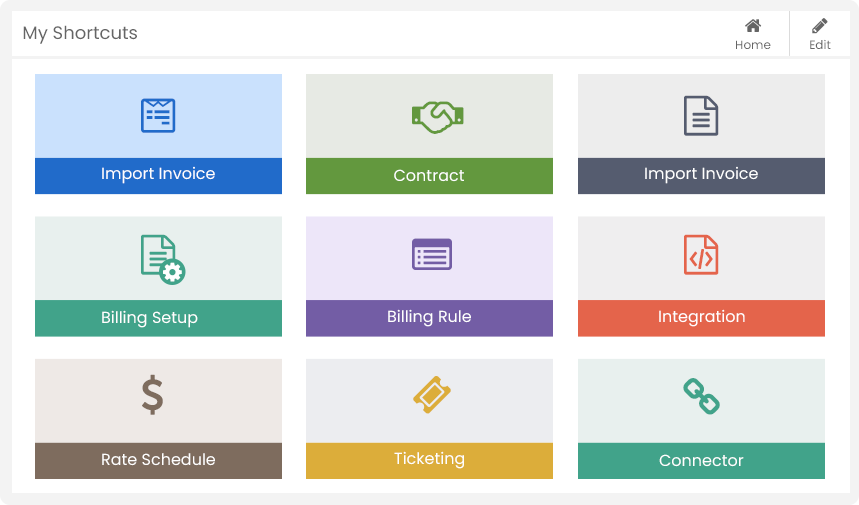 My Shortcuts
Home
Edit
Import Invoice
Contract
Import Invoice
Billing Setup
Billing Rule
Integration
Rate Schedule
Ticketing
Connector